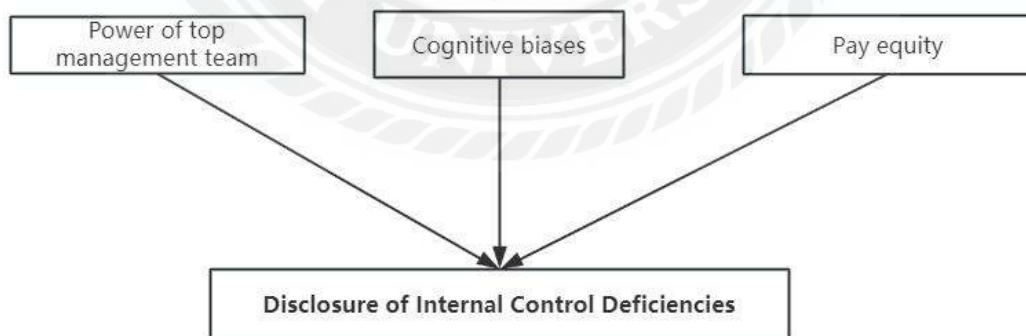 Power of top
management team
Cognitive biases
Pay equity
Disclosure of Internal Control Deficiencies